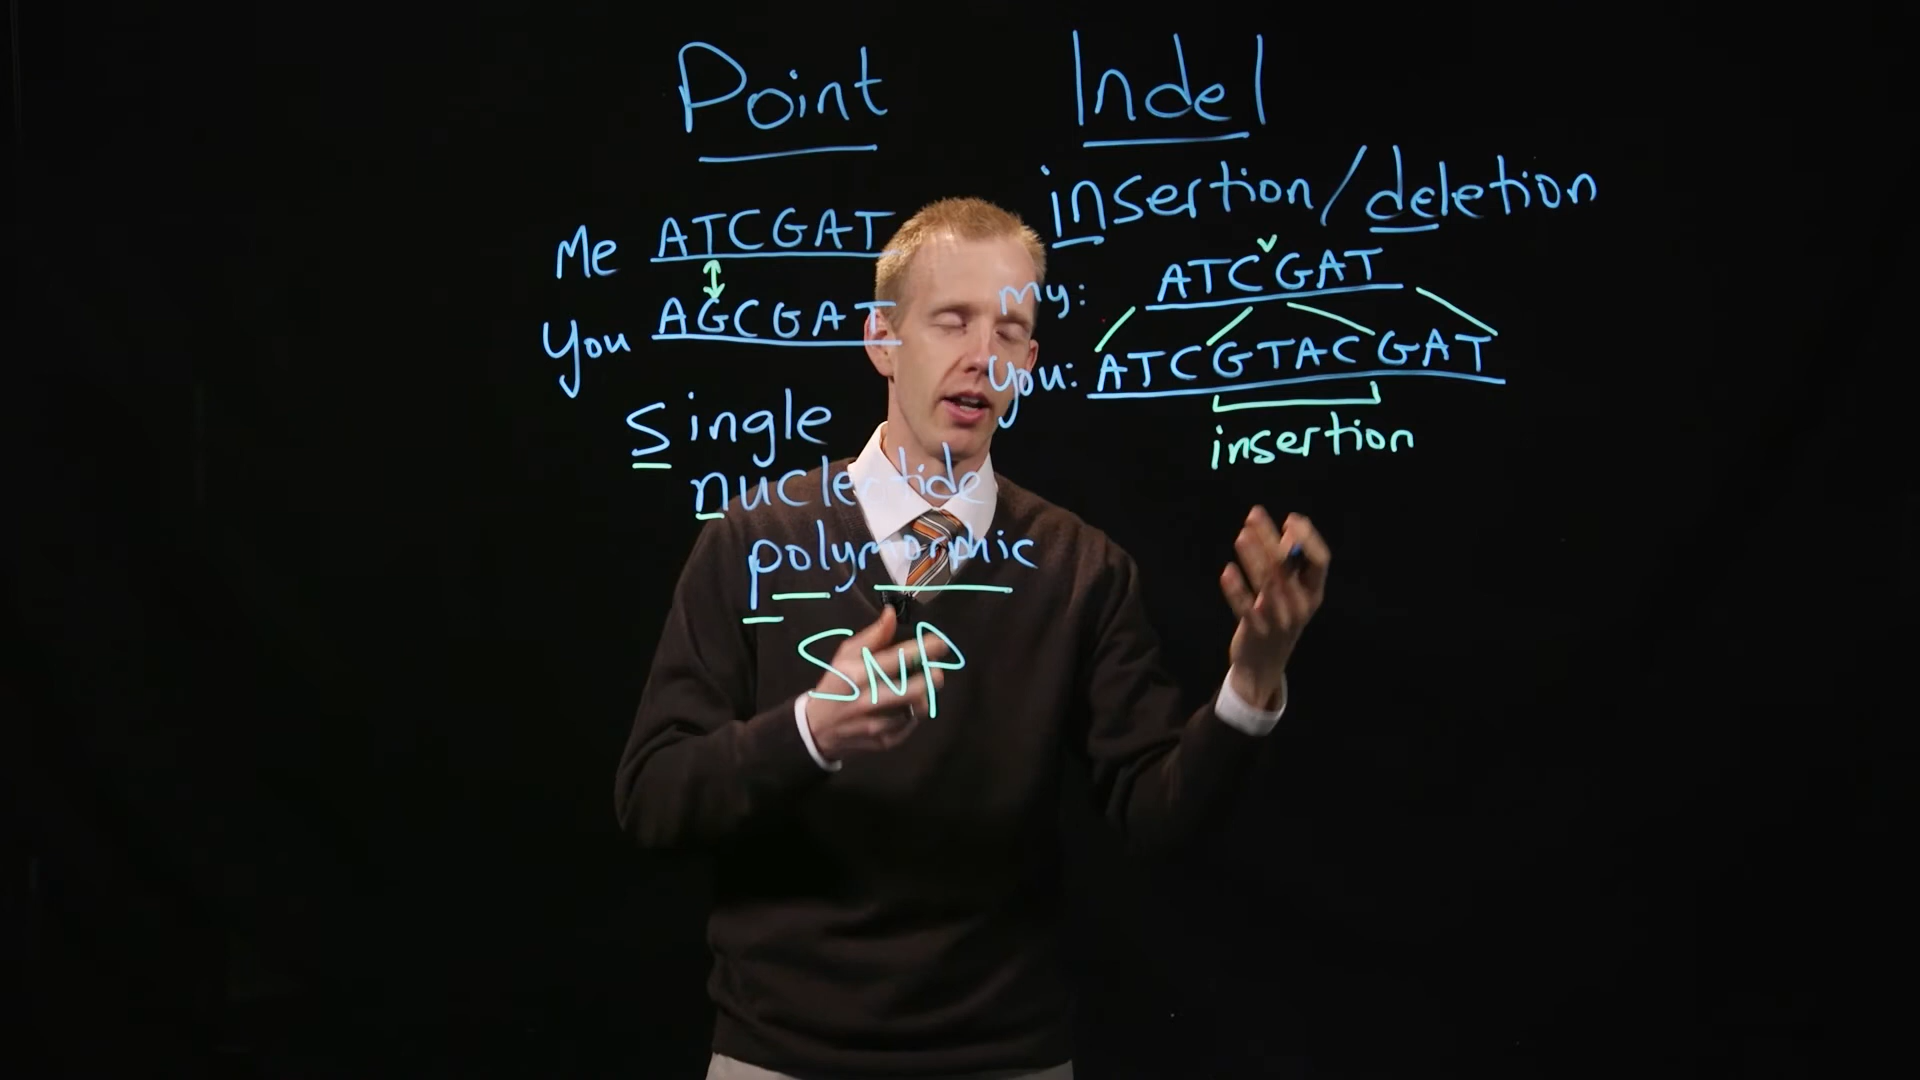 Point
Me ATCGAT
You AGCGAT
Single
nucleotide
polymorphic
SNP
Indel
insertion/deletion
my: ATCGAT
you: ATCGTACGAT
insertion